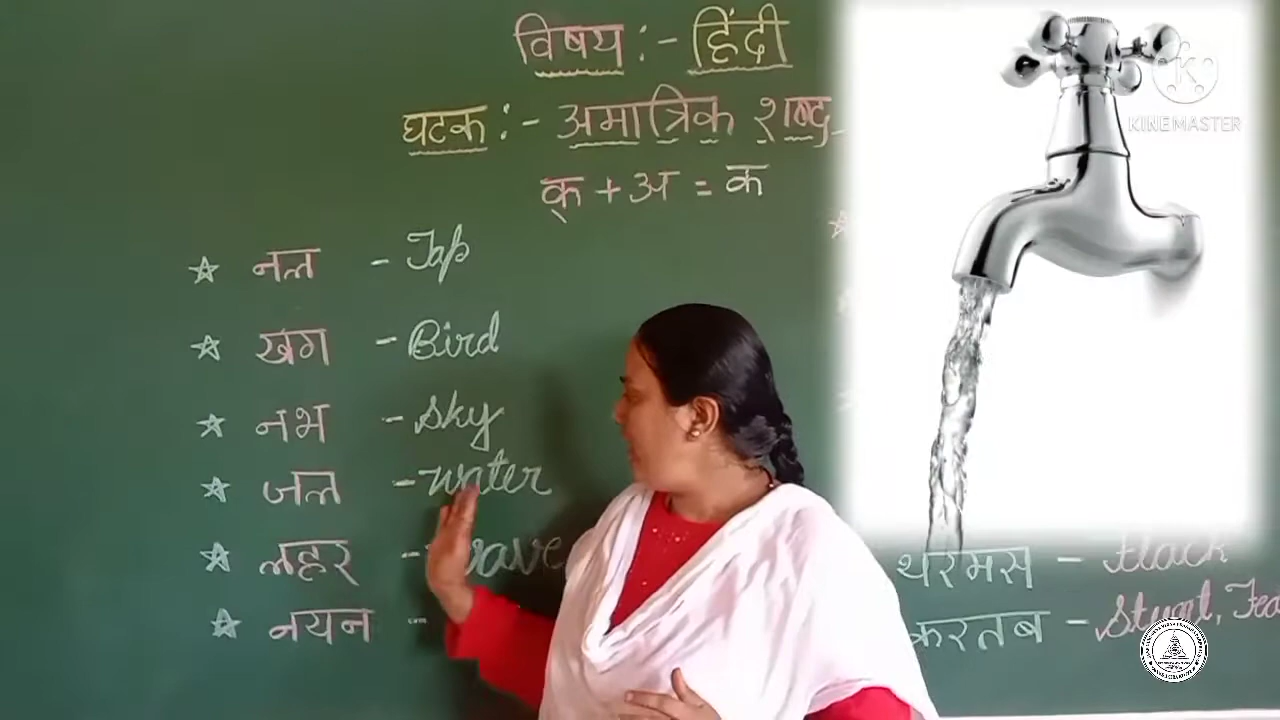 विषय :- हिंदी
घटक :- अमात्रिक शब्द
क् + अ = क
नल - Tap
खग - Bird
नभ - Sky
जल - water
लहर - wave
नयन -
थरमस - flack
करतब - Stunt, Fea
KINEMASTER